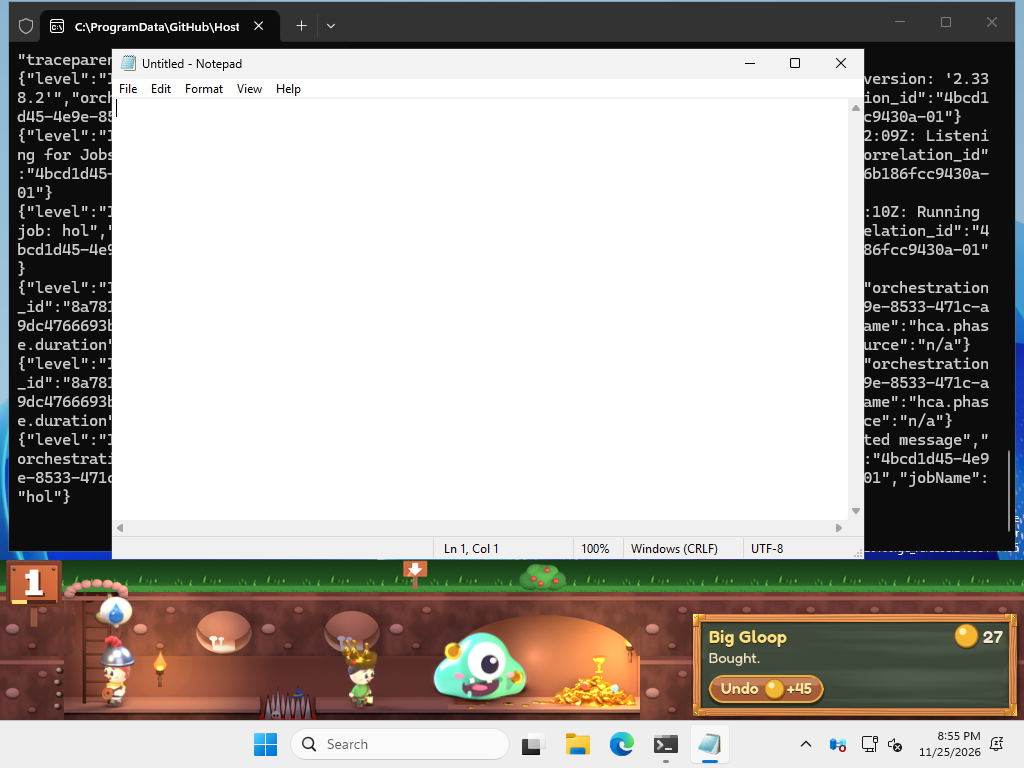 C:\ProgramData\GitHub\Host
Untitled - Notepad
File Edit Format View Help
"traceparen
{"level":"I version: '2.33
8.2'","orch ion_id":"4bcd1
d45-4e9e-85 c9430a-01"}
{"level":"I 2:09Z: Listeni
ng for Jobs orrelation_id"
:"4bcd1d45- 6b186fcc9430a-
01"}
{"level":"I :10Z: Running
job: hol"," elation_id":"4
bcd1d45-4e9 86fcc9430a-01"
}
{"level":"I "orchestration
_id":"8a781 9e-8533-471c-a
9dc4766693b ame":"hca.phas
e.duration" urce":"n/a"}
{"level":"I "orchestration
_id":"8a781 9e-8533-471c-a
9dc4766693b ame":"hca.phas
e.duration" ce":"n/a"}
{"level":"I ted message","
orchestrati :"4bcd1d45-4e9
e-8533-471c 01","jobName":
"hol"}
Ln 1, Col 1 100% Windows (CRLF) UTF-8
1
Big Gloop 27
Bought.
Undo +45
Search
8:55 PM
11/25/2026